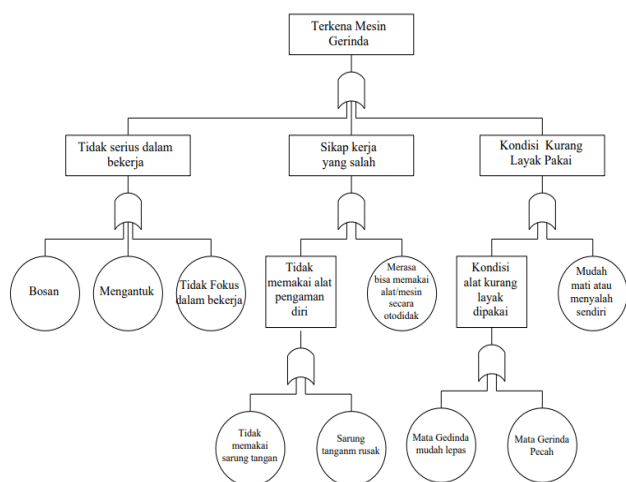 Terkena Mesin
Gerinda
Tidak serius dalam
bekerja
Sikap kerja
yang salah
Kondisi Kurang
Layak Pakai
Bosan
Mengantuk
Tidak Fokus
dalam bekerja
Tidak
memakai alat
pengaman
diri
Merasa
bisa memakai
alat/mesin
secara
otodidak
Kondisi
alat kurang
layak
dipakai
Mudah
mati atau
menyalah
sendiri
Tidak
memakai
sarung tangan
Sarung
tanganm rusak
Mata Gedinda
mudah lepas
Mata Gerinda
Pecah